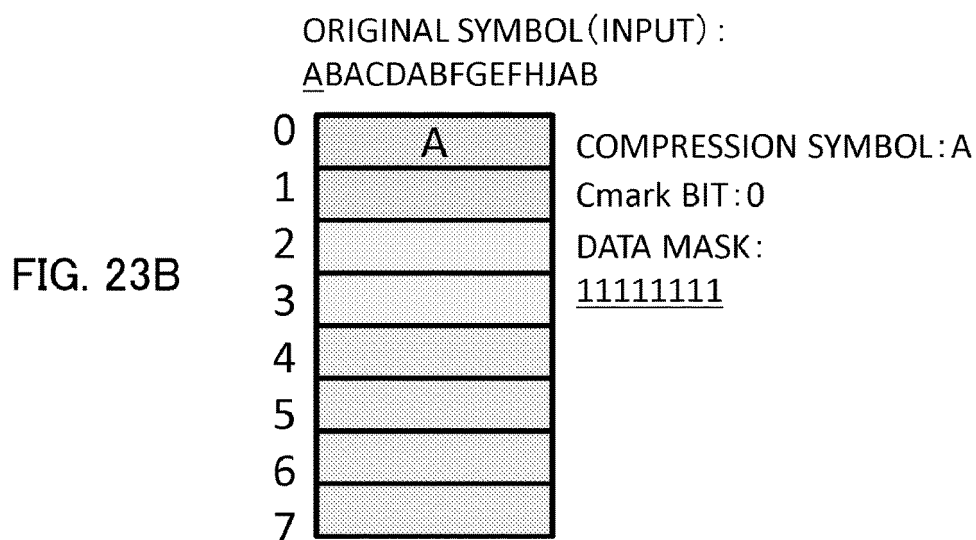 ORIGINAL SYMBOL(INPUT):
ABACDABFGEFHJAB
0
A
COMPRESSION SYMBOL:A
1
Cmark BIT:0
2
DATA MASK:
FIG. 23B
3
11111111
4
5
6
7